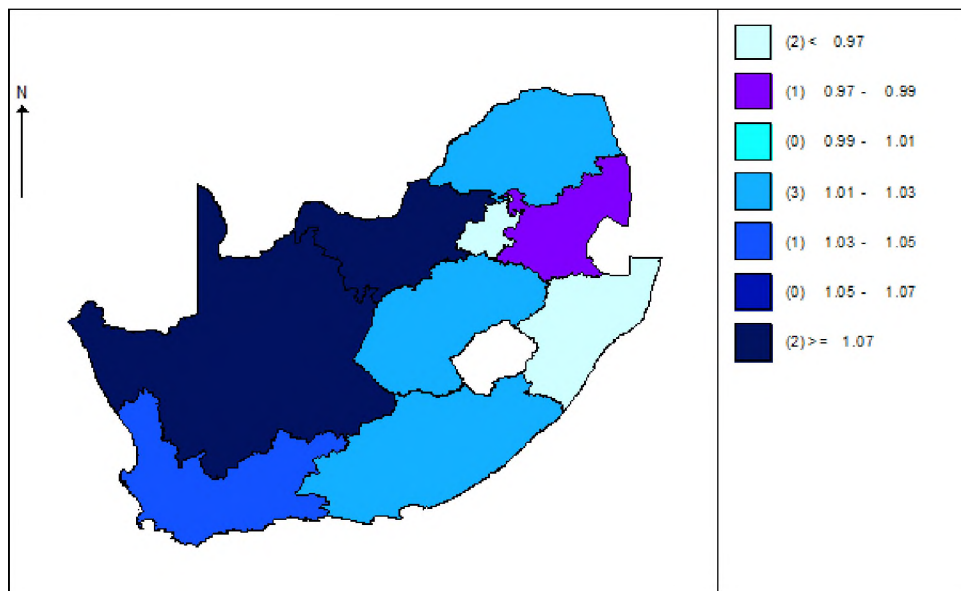 N
(2) < 0.97
(1) 0.97 - 0.99
(0) 0.99 - 1.01
(3) 1.01 - 1.03
(1) 1.03 - 1.05
(0) 1.05 - 1.07
(2) >= 1.07